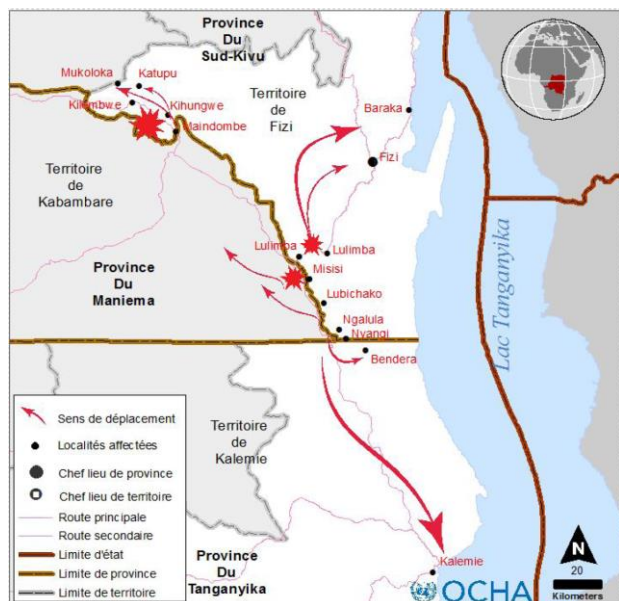 Province
Du
Sud-Kivu
Mukoloka
Katupu
Kilembwe
Kihungwe
Maindombe
Territoire
de
Fizi
Baraka
Fizi
Territoire
de
Kabambare
Lulimba
Lulimba
Misisi
Province
Du
Maniema
Lubichako
Ngalula
Nyangi
Bendera
Lac Tanganyika
Territoire
de
Kalemie
Sens de déplacement
Localités affectées
Chef lieu de province
Chef lieu de territoire
Route principale
Route secondaire
Limite d'état
Limite de province
Limite de territoire
Province
Du
Tanganyika
Kalemie
OCHA
N
20
Kilometers